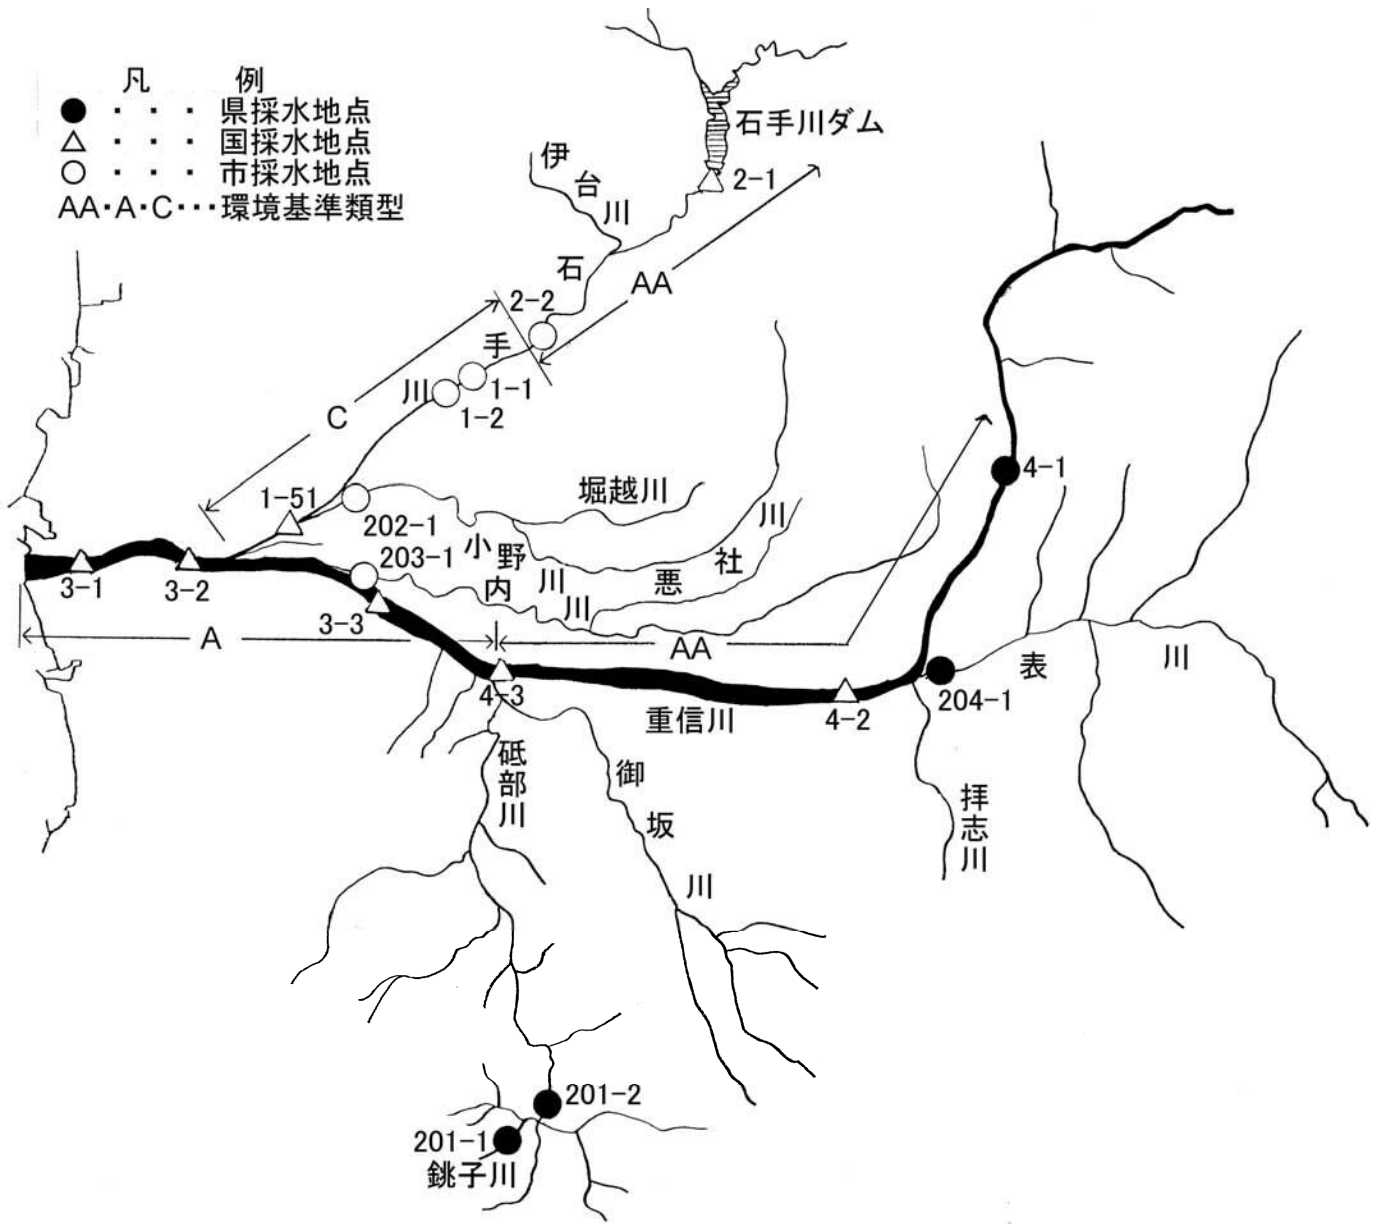 凡例
●・・・県採水地点
△・・・国採水地点
○・・・市採水地点
AA・A・C・・・環境基準類型
石手川ダム
2-1
伊台川
石手川
AA
2-2
1-1
1-2
C
4-1
1-51
堀越川
202-1
小野川
203-1
悪社川
内川
3-1
3-2
3-3
A
AA
表川
4-3
204-1
重信川
4-2
砥部川
御坂川
拝志川
201-2
201-1
銚子川